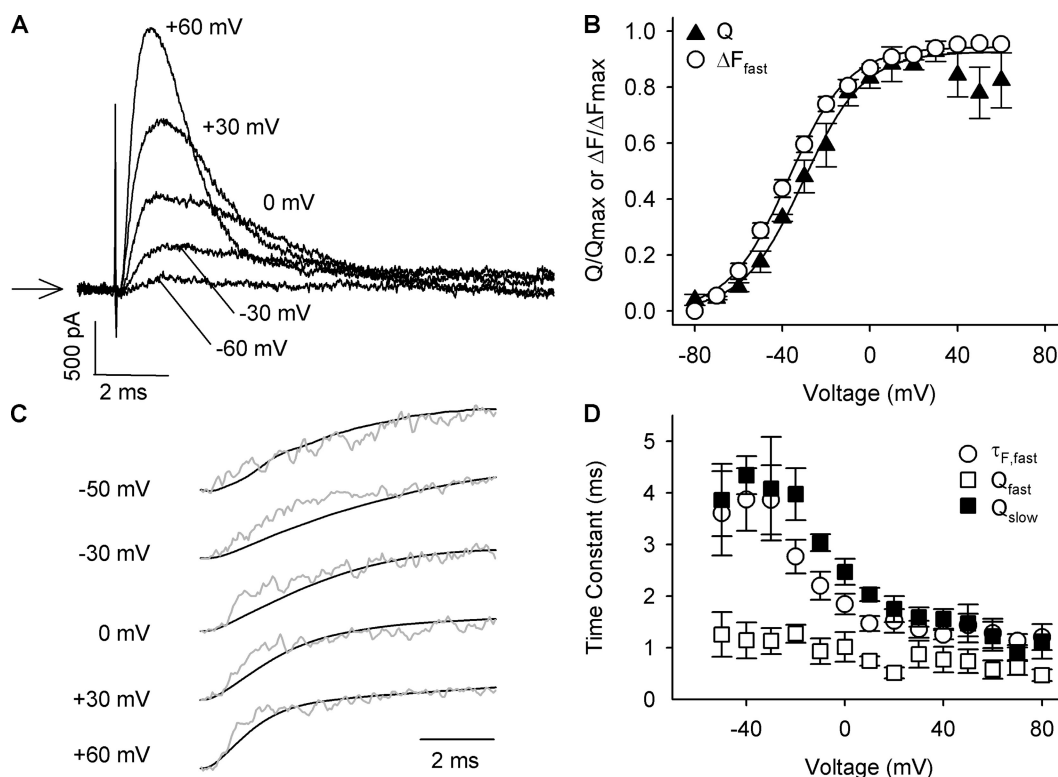 A
+60 mV
+30 mV
0 mV
-30 mV
-60 mV
500 pA
2 ms
B
Q
ΔFfast
Q/Qmax or ΔF/ΔFmax
1.0
0.8
0.6
0.4
0.2
0.0
-80
-40
0
40
80
Voltage (mV)
C
-50 mV
-30 mV
0 mV
+30 mV
+60 mV
2 ms
D
τF,fast
Qfast
Qslow
Time Constant (ms)
5
4
3
2
1
0
-40
0
40
80
Voltage (mV)